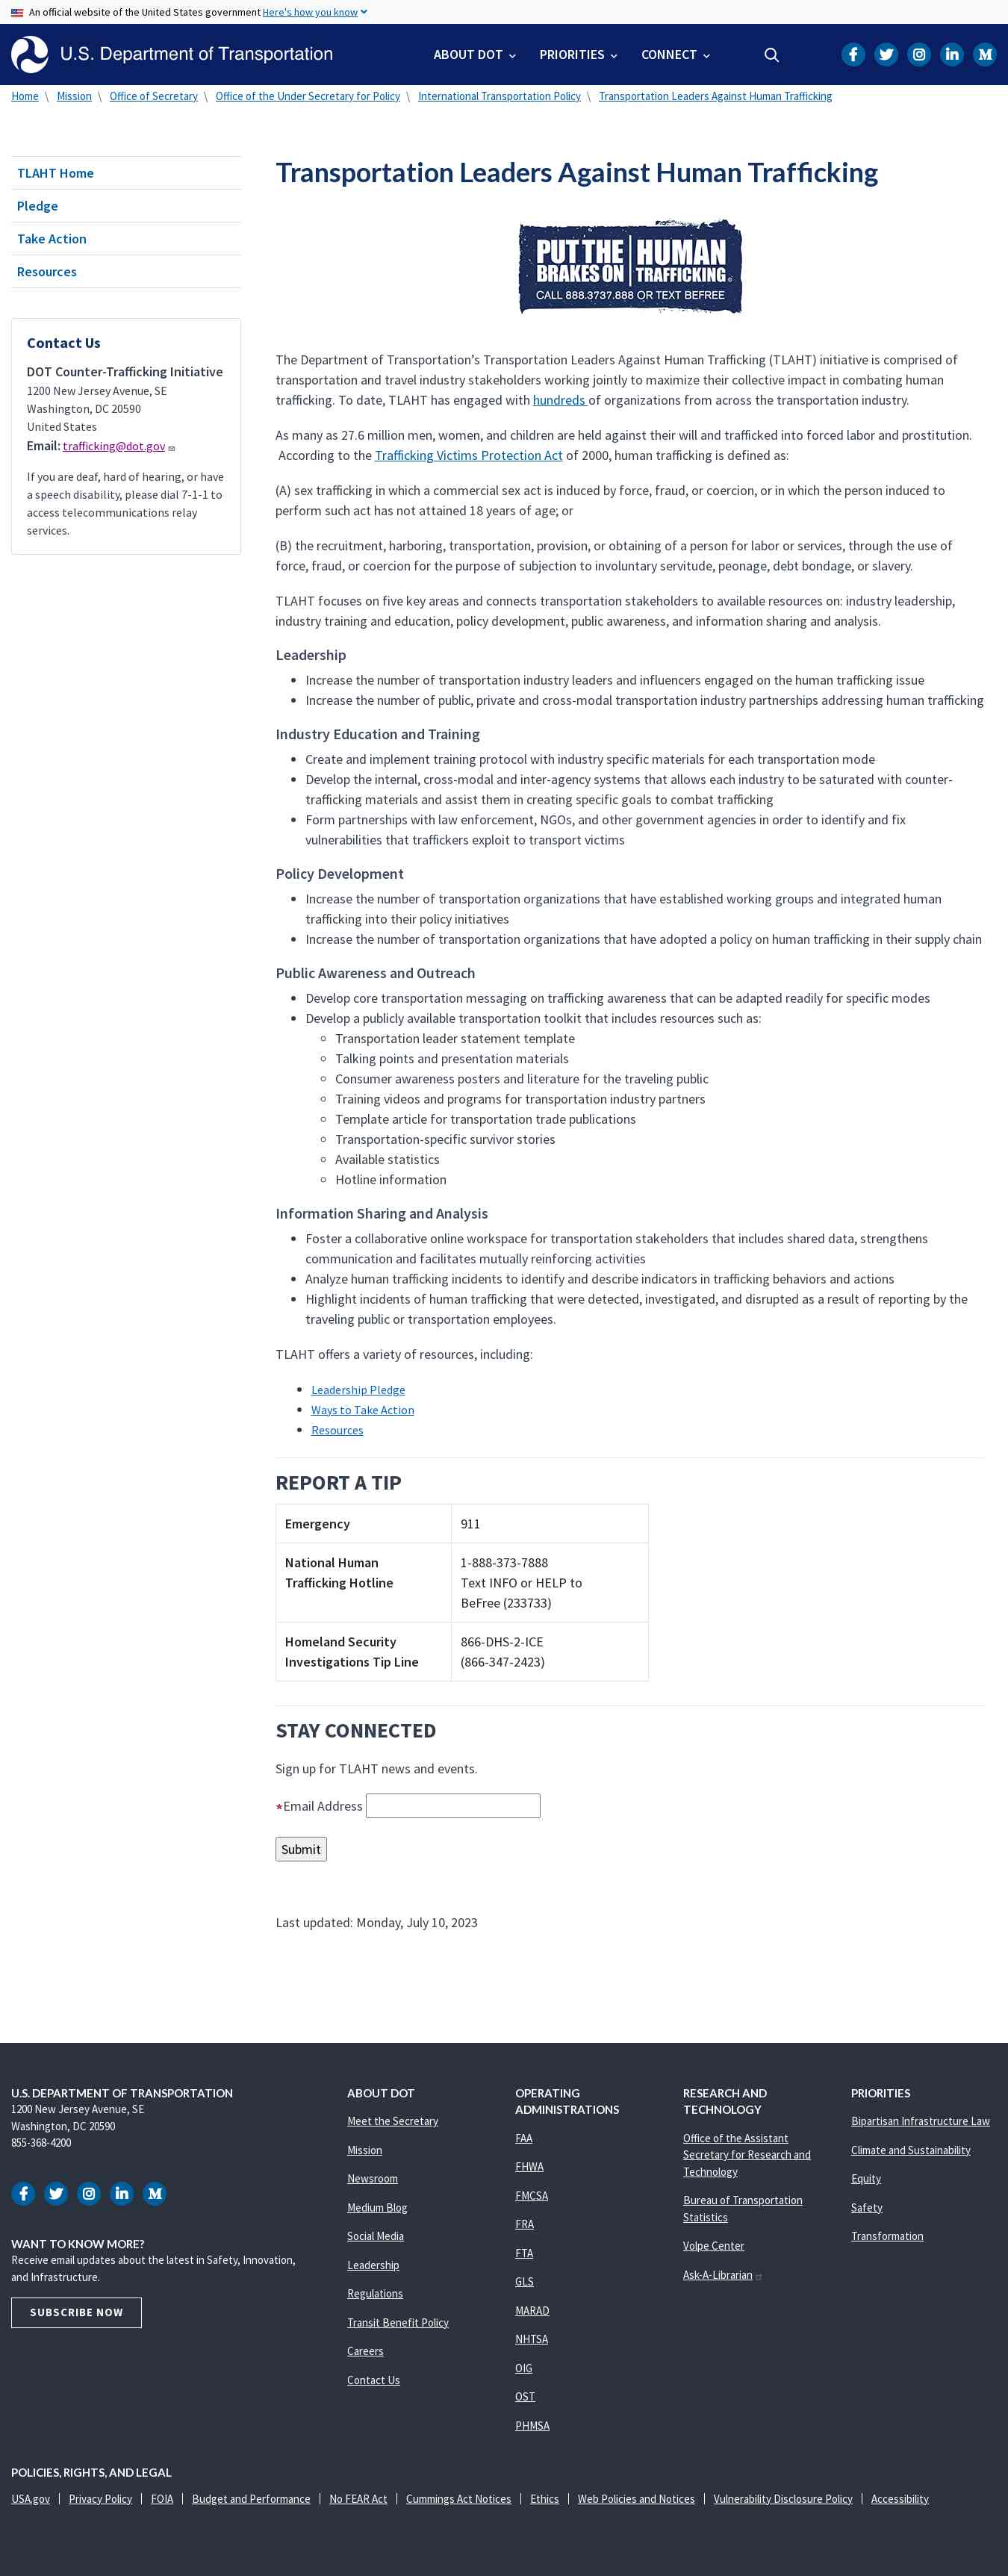 An official website of the United States government Here's how you know
U.S. Department of Transportation
ABOUT DOT
PRIORITIES
CONNECT
Home \ Mission \ Office of Secretary \ Office of the Under Secretary for Policy \ International Transportation Policy \ Transportation Leaders Against Human Trafficking
TLAHT Home
Pledge
Take Action
Resources
Contact Us
DOT Counter-Trafficking Initiative
1200 New Jersey Avenue, SE
Washington, DC 20590
United States
Email: trafficking@dot.gov
If you are deaf, hard of hearing, or have
a speech disability, please dial 7-1-1 to
access telecommunications relay
services.
Transportation Leaders Against Human Trafficking
PUT THE BRAKES ON | HUMAN TRAFFICKING®
CALL 888.3737.888 OR TEXT BEFREE
The Department of Transportation’s Transportation Leaders Against Human Trafficking (TLAHT) initiative is comprised of
transportation and travel industry stakeholders working jointly to maximize their collective impact in combating human
trafficking. To date, TLAHT has engaged with hundreds of organizations from across the transportation industry.
As many as 27.6 million men, women, and children are held against their will and trafficked into forced labor and prostitution.
According to the Trafficking Victims Protection Act of 2000, human trafficking is defined as:
(A) sex trafficking in which a commercial sex act is induced by force, fraud, or coercion, or in which the person induced to
perform such act has not attained 18 years of age; or
(B) the recruitment, harboring, transportation, provision, or obtaining of a person for labor or services, through the use of
force, fraud, or coercion for the purpose of subjection to involuntary servitude, peonage, debt bondage, or slavery.
TLAHT focuses on five key areas and connects transportation stakeholders to available resources on: industry leadership,
industry training and education, policy development, public awareness, and information sharing and analysis.
Leadership
• Increase the number of transportation industry leaders and influencers engaged on the human trafficking issue
• Increase the number of public, private and cross-modal transportation industry partnerships addressing human trafficking
Industry Education and Training
• Create and implement training protocol with industry specific materials for each transportation mode
• Develop the internal, cross-modal and inter-agency systems that allows each industry to be saturated with counter-
trafficking materials and assist them in creating specific goals to combat trafficking
• Form partnerships with law enforcement, NGOs, and other government agencies in order to identify and fix
vulnerabilities that traffickers exploit to transport victims
Policy Development
• Increase the number of transportation organizations that have established working groups and integrated human
trafficking into their policy initiatives
• Increase the number of transportation organizations that have adopted a policy on human trafficking in their supply chain
Public Awareness and Outreach
• Develop core transportation messaging on trafficking awareness that can be adapted readily for specific modes
• Develop a publicly available transportation toolkit that includes resources such as:
◦ Transportation leader statement template
◦ Talking points and presentation materials
◦ Consumer awareness posters and literature for the traveling public
◦ Training videos and programs for transportation industry partners
◦ Template article for transportation trade publications
◦ Transportation-specific survivor stories
◦ Available statistics
◦ Hotline information
Information Sharing and Analysis
• Foster a collaborative online workspace for transportation stakeholders that includes shared data, strengthens
communication and facilitates mutually reinforcing activities
• Analyze human trafficking incidents to identify and describe indicators in trafficking behaviors and actions
• Highlight incidents of human trafficking that were detected, investigated, and disrupted as a result of reporting by the
traveling public or transportation employees.
TLAHT offers a variety of resources, including:
• Leadership Pledge
• Ways to Take Action
• Resources
REPORT A TIP
Emergency
911
National Human
Trafficking Hotline
1-888-373-7888
Text INFO or HELP to
BeFree (233733)
Homeland Security
Investigations Tip Line
866-DHS-2-ICE
(866-347-2423)
STAY CONNECTED
Sign up for TLAHT news and events.
*Email Address
Submit
Last updated: Monday, July 10, 2023
U.S. DEPARTMENT OF TRANSPORTATION
1200 New Jersey Avenue, SE
Washington, DC 20590
855-368-4200
WANT TO KNOW MORE?
Receive email updates about the latest in Safety, Innovation,
and Infrastructure.
SUBSCRIBE NOW
ABOUT DOT
Meet the Secretary
Mission
Newsroom
Medium Blog
Social Media
Leadership
Regulations
Transit Benefit Policy
Careers
Contact Us
OPERATING
ADMINISTRATIONS
FAA
FHWA
FMCSA
FRA
FTA
GLS
MARAD
NHTSA
OIG
OST
PHMSA
RESEARCH AND
TECHNOLOGY
Office of the Assistant
Secretary for Research and
Technology
Bureau of Transportation
Statistics
Volpe Center
Ask-A-Librarian
PRIORITIES
Bipartisan Infrastructure Law
Climate and Sustainability
Equity
Safety
Transformation
POLICIES, RIGHTS, AND LEGAL
USA.gov | Privacy Policy | FOIA | Budget and Performance | No FEAR Act | Cummings Act Notices | Ethics | Web Policies and Notices | Vulnerability Disclosure Policy | Accessibility